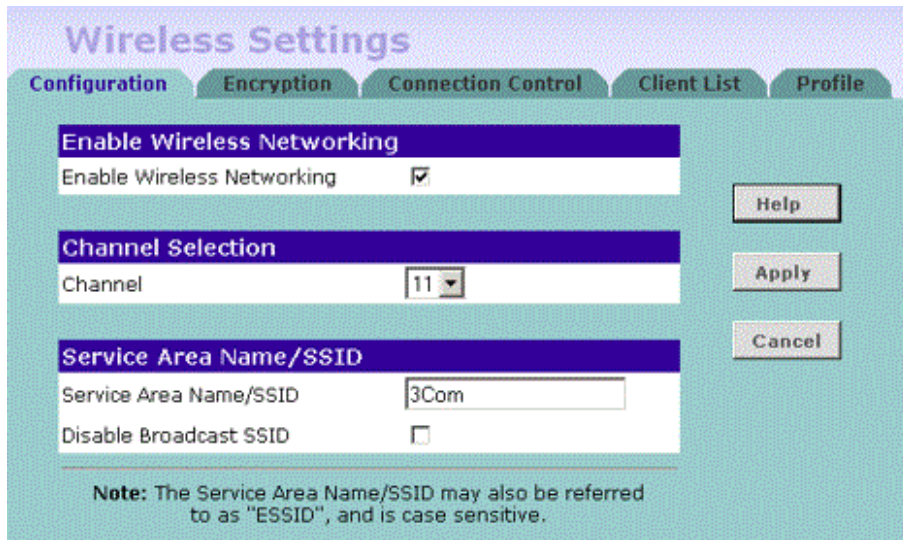 Wireless Settings
Configuration Encryption Connection Control Client List Profile
Enable Wireless Networking
Enable Wireless Networking
Help
Channel Selection
Channel 11
Apply
Cancel
Service Area Name/SSID
Service Area Name/SSID 3Com
Disable Broadcast SSID
Note: The Service Area Name/SSID may also be referred
to as "ESSID", and is case sensitive.